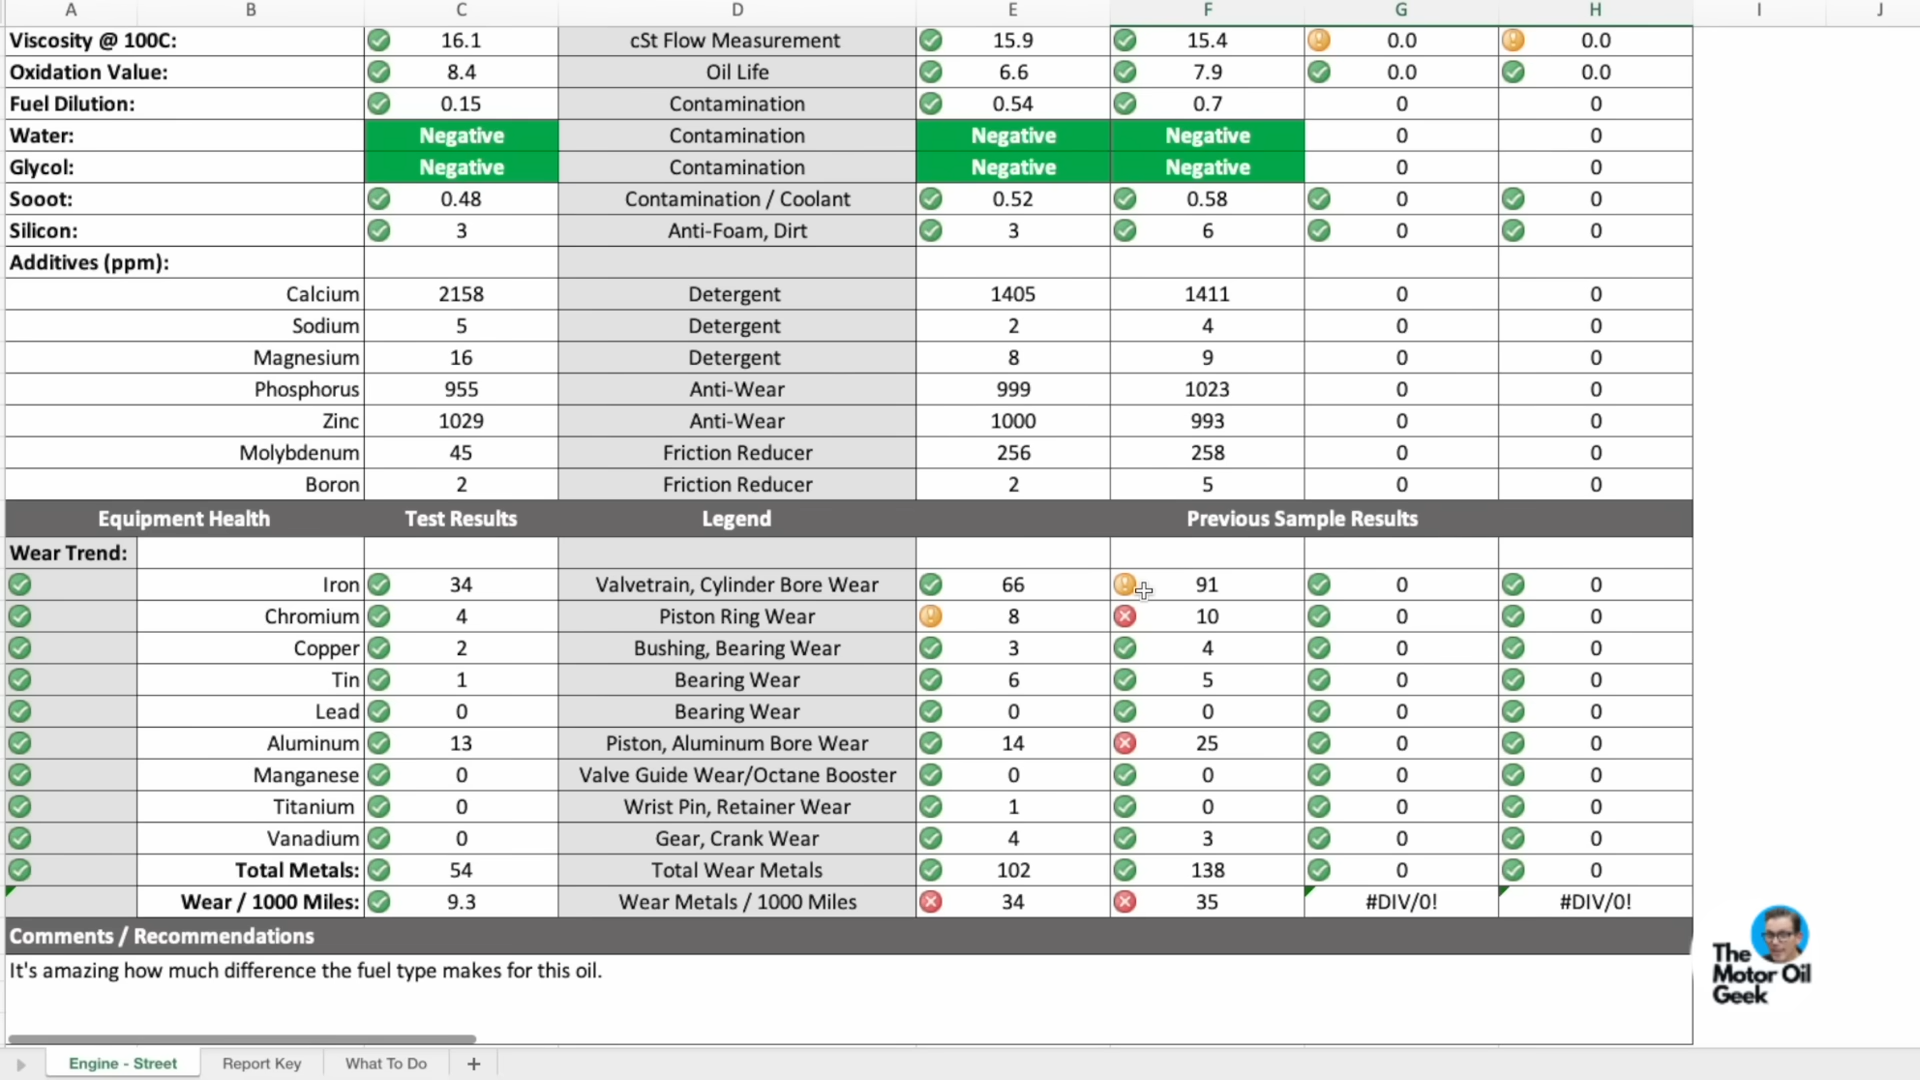 A B C D E F G H I J
Viscosity @ 100C: 16.1 cSt Flow Measurement 15.9 15.4 0.0 0.0
Oxidation Value: 8.4 Oil Life 6.6 7.9 0.0 0.0
Fuel Dilution: 0.15 Contamination 0.54 0.7 0 0
Water: Negative Contamination Negative Negative 0 0
Glycol: Negative Contamination Negative Negative 0 0
Sooot: 0.48 Contamination / Coolant 0.52 0.58 0 0
Silicon: 3 Anti-Foam, Dirt 3 6 0 0
Additives (ppm):
Calcium 2158 Detergent 1405 1411 0 0
Sodium 5 Detergent 2 4 0 0
Magnesium 16 Detergent 8 9 0 0
Phosphorus 955 Anti-Wear 999 1023 0 0
Zinc 1029 Anti-Wear 1000 993 0 0
Molybdenum 45 Friction Reducer 256 258 0 0
Boron 2 Friction Reducer 2 5 0 0
Equipment Health Test Results Legend Previous Sample Results
Wear Trend:
Iron 34 Valvetrain, Cylinder Bore Wear 66 91 0 0
Chromium 4 Piston Ring Wear 8 10 0 0
Copper 2 Bushing, Bearing Wear 3 4 0 0
Tin 1 Bearing Wear 6 5 0 0
Lead 0 Bearing Wear 0 0 0 0
Aluminum 13 Piston, Aluminum Bore Wear 14 25 0 0
Manganese 0 Valve Guide Wear/Octane Booster 0 0 0 0
Titanium 0 Wrist Pin, Retainer Wear 1 0 0 0
Vanadium 0 Gear, Crank Wear 4 3 0 0
Total Metals: 54 Total Wear Metals 102 138 0 0
Wear / 1000 Miles: 9.3 Wear Metals / 1000 Miles 34 35 #DIV/0! #DIV/0!
Comments / Recommendations
It's amazing how much difference the fuel type makes for this oil.
The
Motor Oil
Geek
Engine - Street Report Key What To Do +